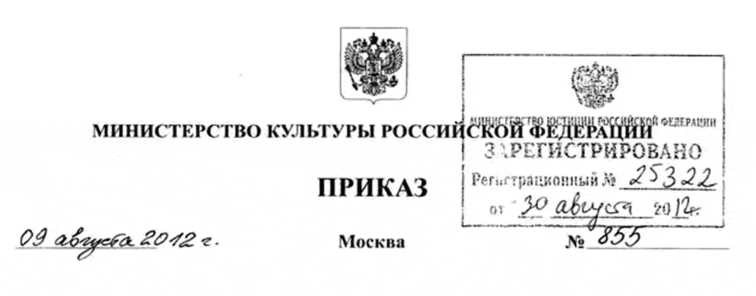 МИНИСТЕРСТВО КУЛЬТУРЫ РОССИЙСКОЙ ФЕДЕРАЦИИ
МИНИСТЕРСТВО ЮСТИЦИИ РОССИЙСКОЙ ФЕДЕРАЦИИ
ЗАРЕГИСТРИРОВАНО
Регистрационный № 25322
от "30 августа 2012г.
ПРИКАЗ
09 августа 2012 г.
Москва
№ 855